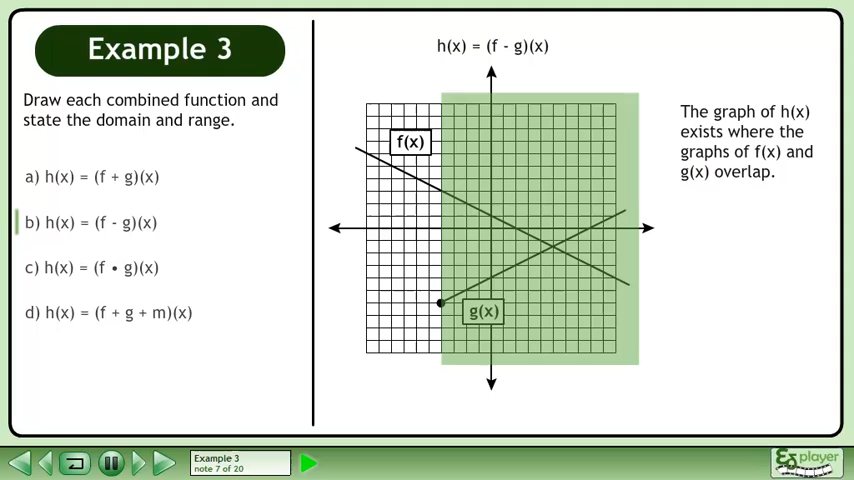 Example 3
Draw each combined function and
state the domain and range.
a) h(x) = (f + g)(x)
b) h(x) = (f - g)(x)
c) h(x) = (f • g)(x)
d) h(x) = (f + g + m)(x)
h(x) = (f - g)(x)
f(x)
g(x)
The graph of h(x)
exists where the
graphs of f(x) and
g(x) overlap.
Example 3
note 7 of 20
player